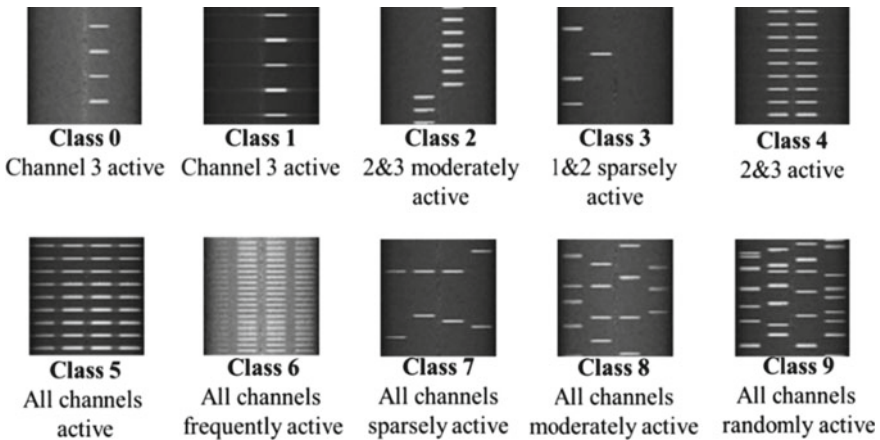 Class 0
Channel 3 active
Class 1
Channel 3 active
Class 2
2&3 moderately
active
Class 3
1&2 sparsely
active
Class 4
2&3 active
Class 5
All channels
active
Class 6
All channels
frequently active
Class 7
All channels
sparsely active
Class 8
All channels
moderately active
Class 9
All channels
randomly active